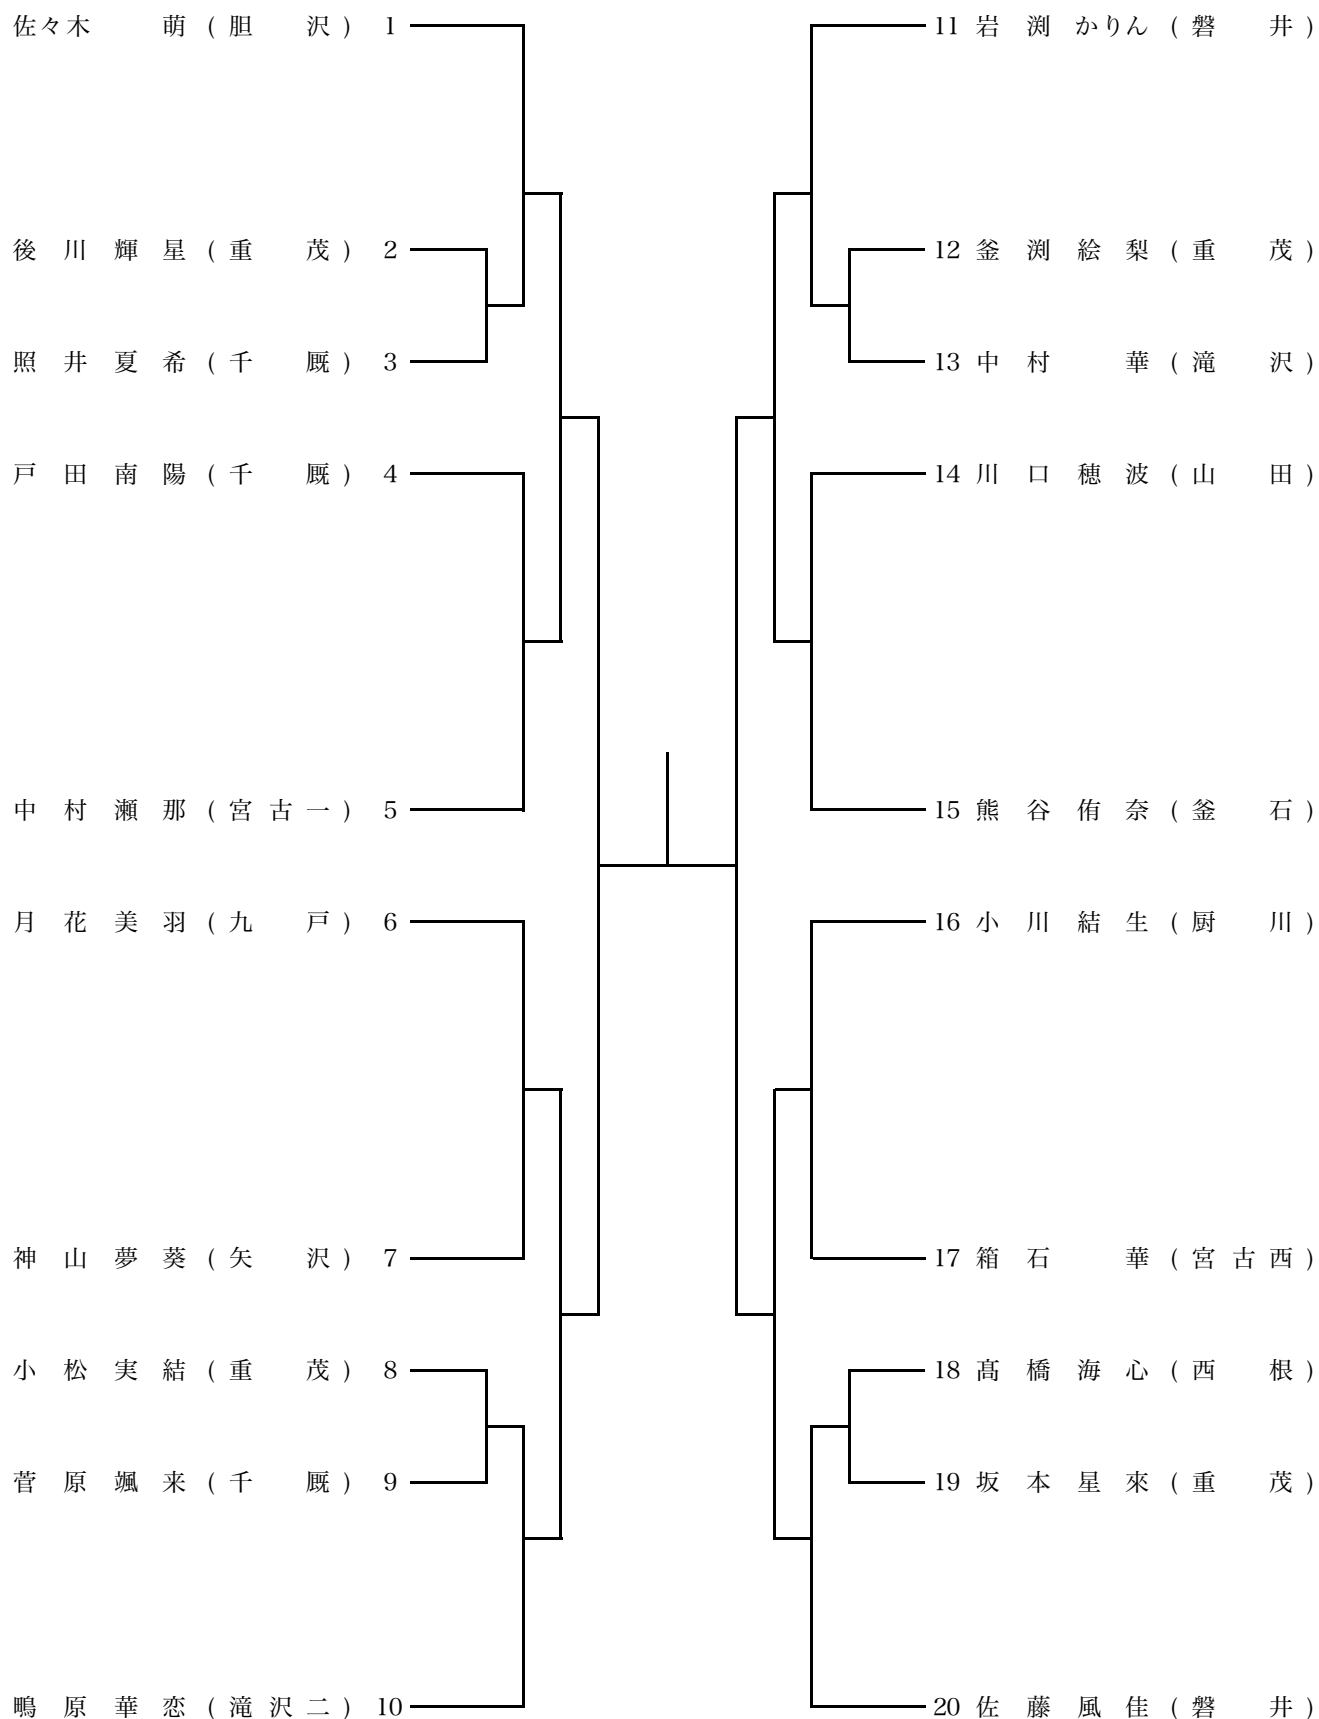 佐々木 萌 ( 胆 沢 ) 1
後 川 輝 星 ( 重 茂 ) 2
照 井 夏 希 ( 千 厩 ) 3
戸 田 南 陽 ( 千 厩 ) 4
中 村 瀬 那 ( 宮 古 一 ) 5
月 花 美 羽 ( 九 戸 ) 6
神 山 夢 葵 ( 矢 沢 ) 7
小 松 実 結 ( 重 茂 ) 8
菅 原 颯 来 ( 千 厩 ) 9
鴫 原 華 恋 ( 滝 沢 二 ) 10
11 岩 渕 かりん ( 磐 井 )
12 釜 渕 絵 梨 ( 重 茂 )
13 中 村 華 ( 滝 沢 )
14 川 口 穂 波 ( 山 田 )
15 熊 谷 侑 奈 ( 釜 石 )
16 小 川 結 生 ( 厨 川 )
17 箱 石 華 ( 宮 古 西 )
18 髙 橋 海 心 ( 西 根 )
19 坂 本 星 來 ( 重 茂 )
20 佐 藤 風 佳 ( 磐 井 )